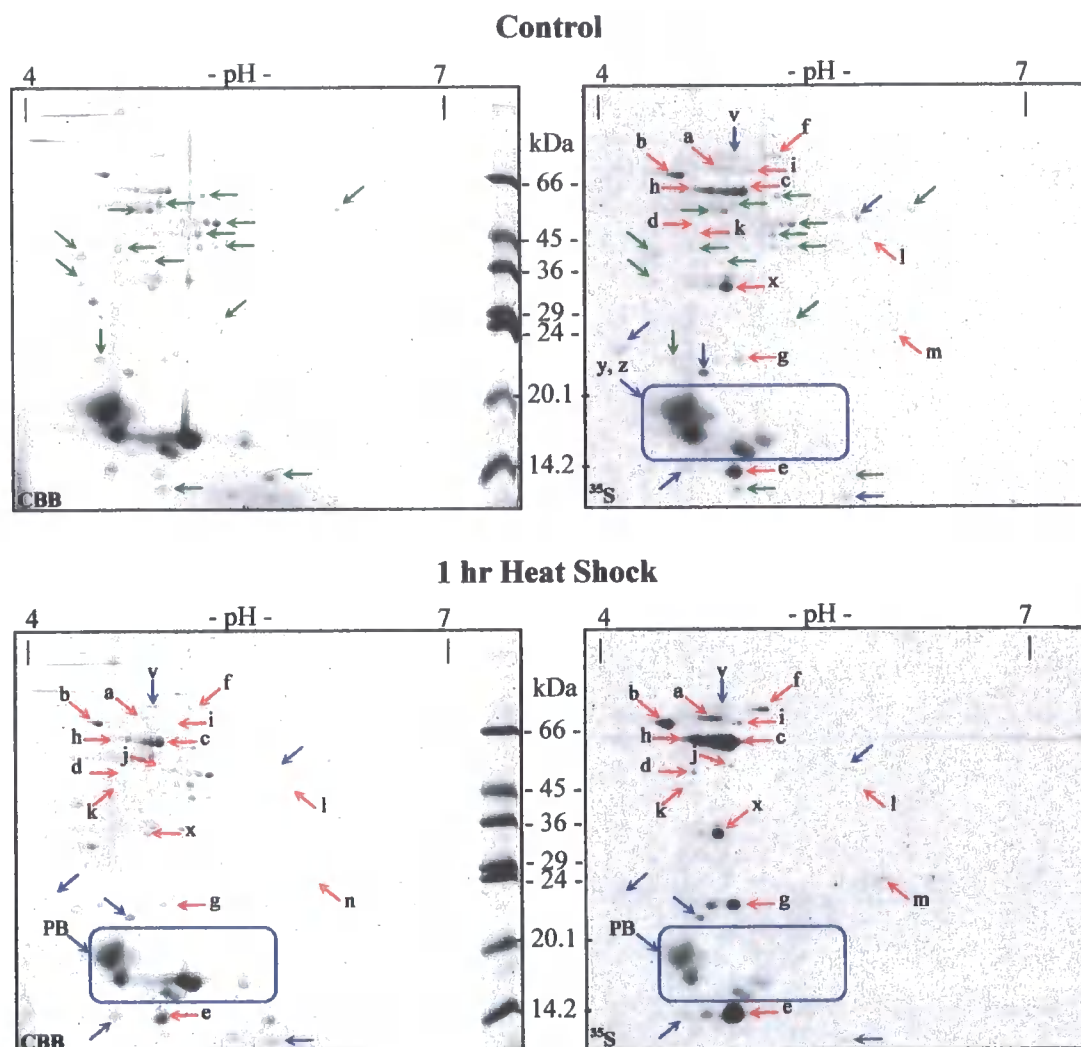 Control
4 - pH - 7
4 - pH - 7
kDa
- 66 -
- 45 -
- 36 -
- 29 -
- 24 -
- 20.1 -
- 14.2 -
CBB
v
a
f
b
i
h
c
d
k
l
x
m
g
y, z
e
35S
1 hr Heat Shock
4 - pH - 7
4 - pH - 7
kDa
- 66 -
- 45 -
- 36 -
- 29 -
- 24 -
- 20.1 -
- 14.2 -
v
f
a
b
i
h
c
j
d
k
l
x
n
g
PB
e
CBB
v
f
a
b
i
h
c
j
d
k
l
x
m
g
PB
e
35S